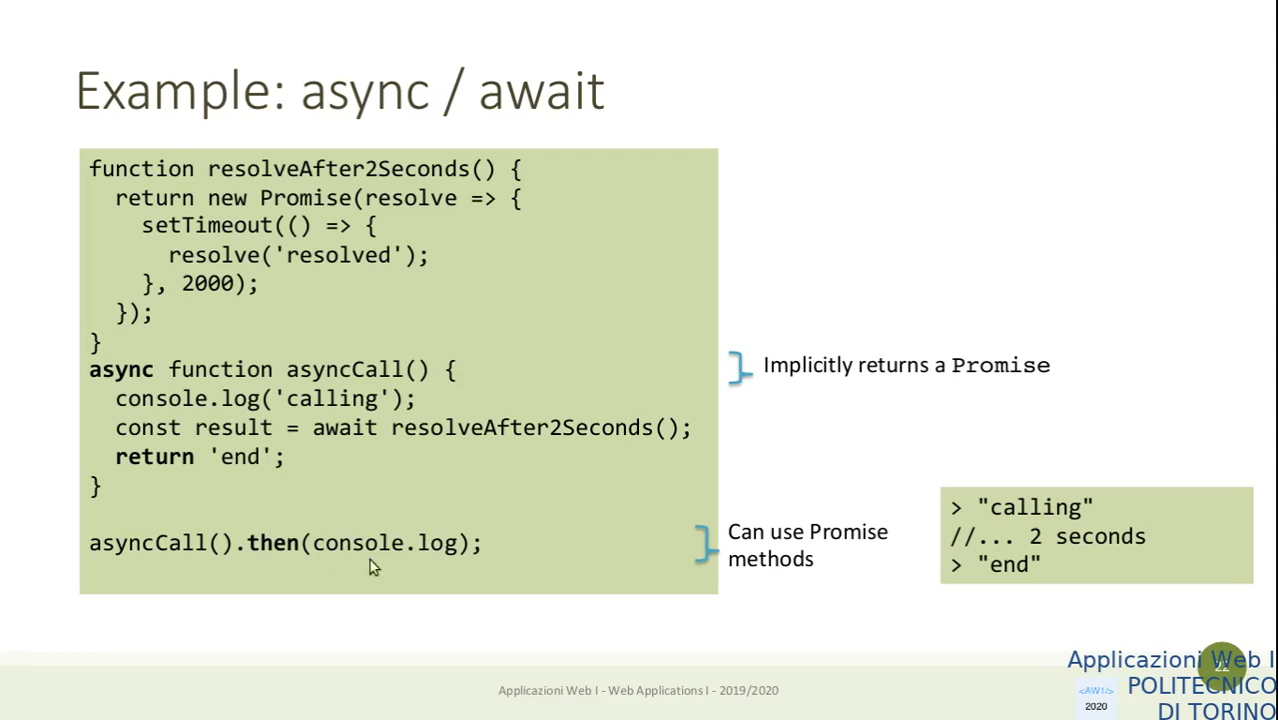 Example: async / await
function resolveAfter2Seconds() {
return new Promise(resolve => {
setTimeout(() => {
resolve('resolved');
}, 2000);
});
}
async function asyncCall() {
console.log('calling');
const result = await resolveAfter2Seconds();
return 'end';
}
asyncCall().then(console.log);
Implicitly returns a Promise
Can use Promise
methods
> "calling"
//... 2 seconds
> "end"
Applicazioni Web I - Web Applications I - 2019/2020
22
Applicazioni Web I
POLITECNICO
DI TORINO
<AW1/>
2020